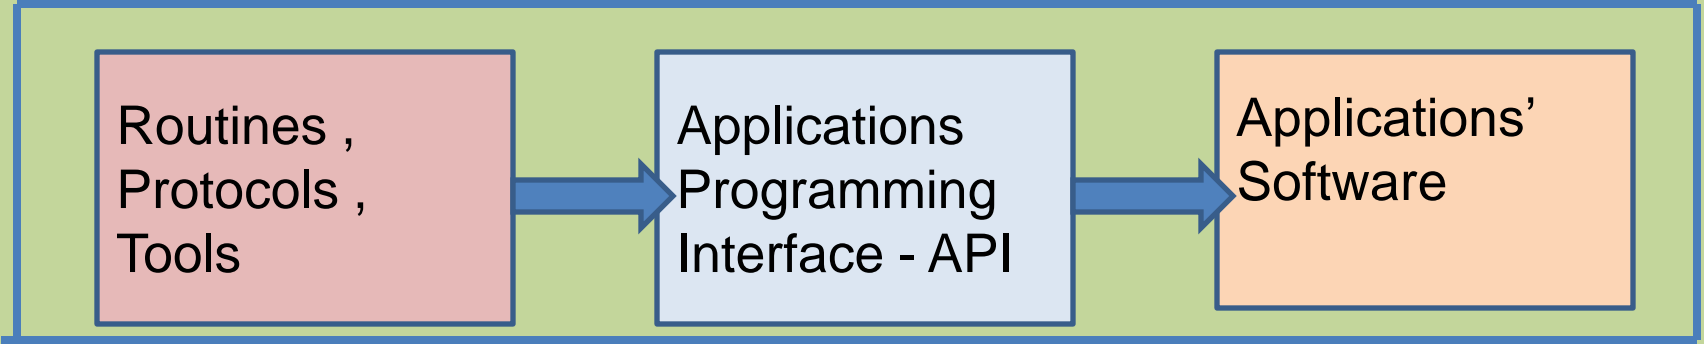 Routines ,
Protocols ,
Tools
Applications
Programming
Interface - API
Applications’
Software